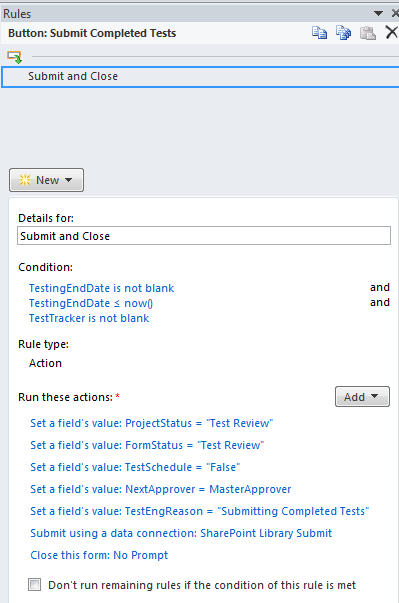 Rules
Button: Submit Completed Tests
Submit and Close
New
Details for:
Submit and Close
Condition:
TestingEndDate is not blank and
TestingEndDate ≤ now() and
TestTracker is not blank
Rule type:
Action
Run these actions: * Add
Set a field's value: ProjectStatus = "Test Review"
Set a field's value: FormStatus = "Test Review"
Set a field's value: TestSchedule = "False"
Set a field's value: NextApprover = MasterApprover
Set a field's value: TestEngReason = "Submitting Completed Tests"
Submit using a data connection: SharePoint Library Submit
Close this form: No Prompt
Don't run remaining rules if the condition of this rule is met